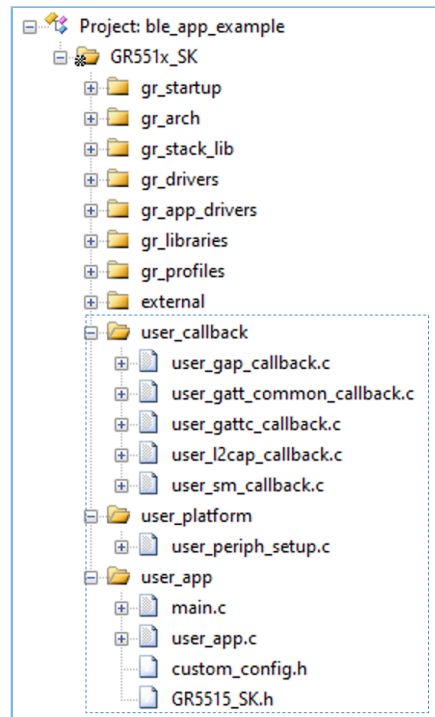 Project: ble_app_example
GR551x_SK
gr_startup
gr_arch
gr_stack_lib
gr_drivers
gr_app_drivers
gr_libraries
gr_profiles
external
user_callback
user_gap_callback.c
user_gatt_common_callback.c
user_gattc_callback.c
user_l2cap_callback.c
user_sm_callback.c
user_platform
user_periph_setup.c
user_app
main.c
user_app.c
custom_config.h
GR5515_SK.h